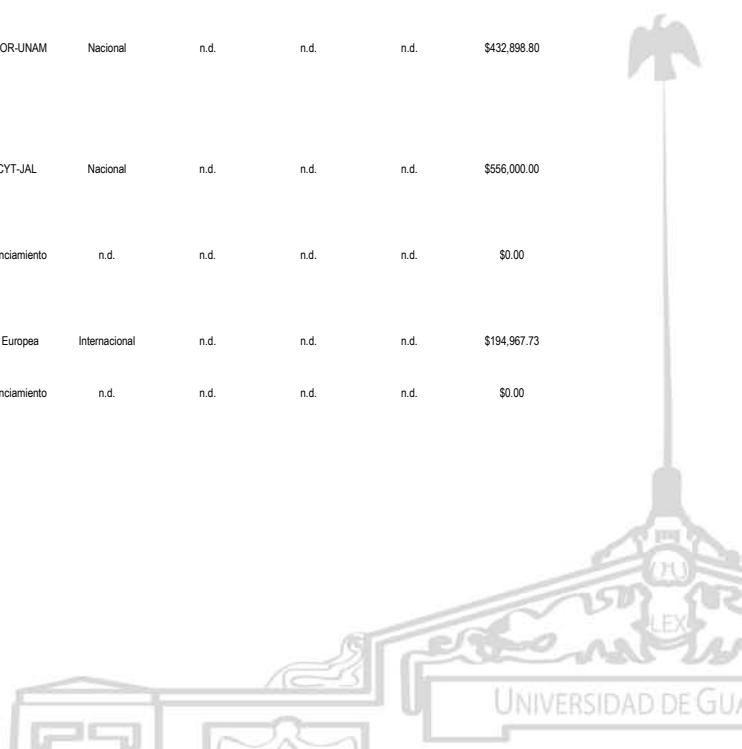 OR-UNAM Nacional n.d. n.d. n.d. $432,898.80
CYT-JAL Nacional n.d. n.d. n.d. $556,000.00
nciamiento n.d. n.d. n.d. n.d. $0.00
Europea Internacional n.d. n.d. n.d. $194,967.73
nciamiento n.d. n.d. n.d. n.d. $0.00
LEX
UNIVERSIDAD DE GUA